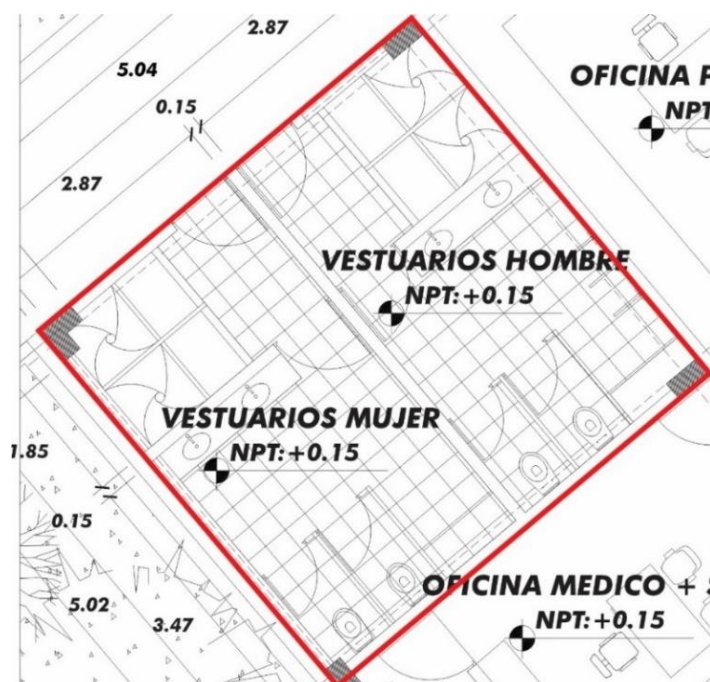 2.87
5.04
OFICINA P
NPT:
0.15
2.87
VESTUARIOS HOMBRE
NPT:+0.15
VESTUARIOS MUJER
NPT:+0.15
1.85
0.15
OFICINA MEDICO + S
NPT:+0.15
5.02
3.47